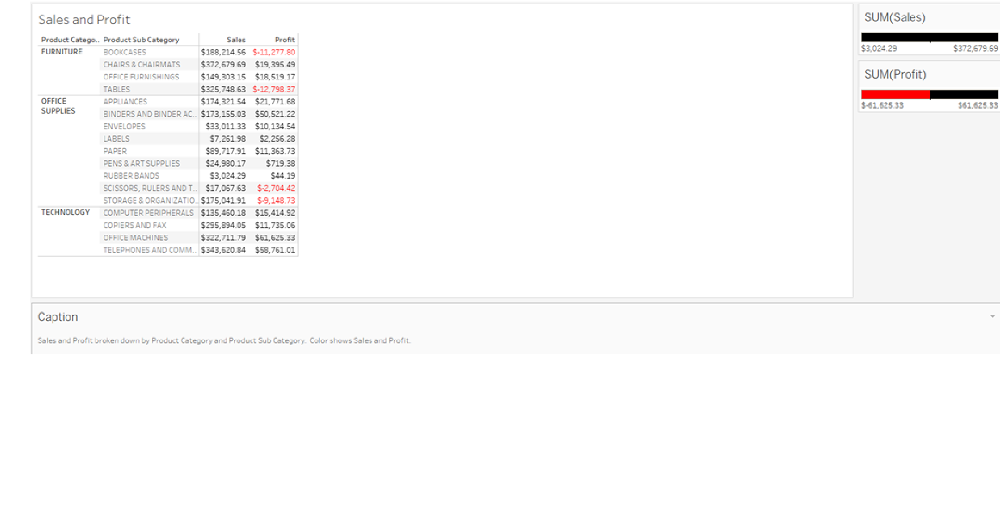 Sales and Profit
Product Catego.. Product Sub Category Sales Profit
FURNITURE BOOKCASES $188,214.56 $-11,277.80
CHAIRS & CHAIRMATS $372,679.69 $19,395.49
OFFICE FURNISHINGS $149,303.15 $18,519.17
TABLES $325,748.63 $-12,798.37
OFFICE SUPPLIES APPLIANCES $174,321.54 $21,771.68
BINDERS AND BINDER AC.. $173,155.03 $50,521.22
ENVELOPES $33,011.33 $10,134.54
LABELS $7,261.98 $2,256.28
PAPER $89,717.91 $11,363.73
PENS & ART SUPPLIES $24,980.17 $719.38
RUBBER BANDS $3,024.29 $44.19
SCISSORS, RULERS AND T.. $17,067.63 $-2,704.42
STORAGE & ORGANIZATIO.. $175,041.91 $-9,148.73
TECHNOLOGY COMPUTER PERIPHERALS $135,460.18 $15,414.92
COPIERS AND FAX $295,894.05 $11,735.06
OFFICE MACHINES $322,711.79 $61,625.33
TELEPHONES AND COMM.. $343,620.84 $58,761.01
SUM(Sales)
$3,024.29 $372,679.69
SUM(Profit)
$-61,625.33 $61,625.33
Caption
Sales and Profit broken down by Product Category and Product Sub Category. Color shows Sales and Profit.